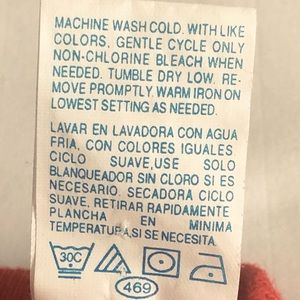 MACHINE WASH COLD. WITH LIKE
COLORS, GENTLE CYCLE ONLY
NON-CHLORINE BLEACH WHEN
NEEDED. TUMBLE DRY LOW, RE-
MOVE PROMPTLY. WARM IRON ON
LOWEST SETTING AS NEEDED.
LAVAR EN LAVADORA CON AGUA
FRIA, CON COLORES IGUALES
CICLO SUAVE,USE SOLO
BLANQUEADOR SIN CLORO SI ES
NECESARIO. SECADORA CICLO
SUAVE, RETIRAR RAPIDAMENTE
PLANCHA EN MINIMA
TEMPERATURA,SI SE NECESITA.
30C
469